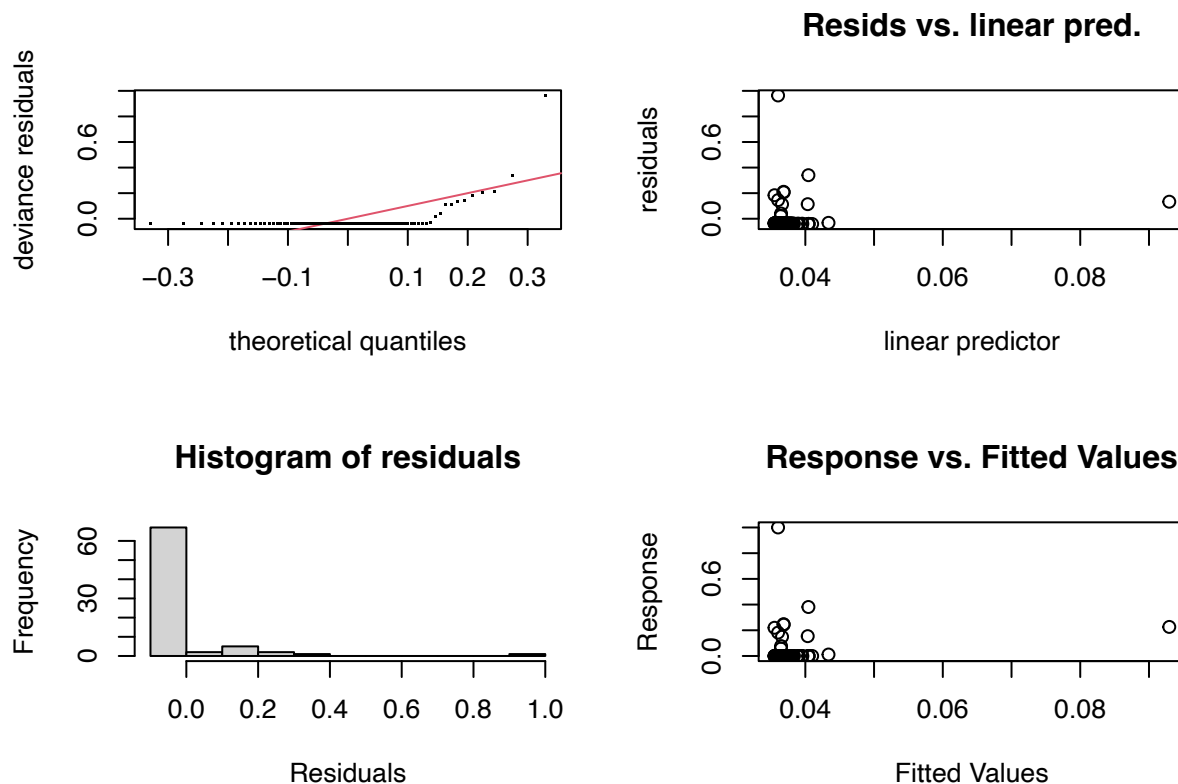 deviance residuals
0.0 0.6
−0.3 −0.1 0.1 0.2 0.3
theoretical quantiles
Resids vs. linear pred.
residuals
0.0 0.6
0.04 0.06 0.08
linear predictor
Histogram of residuals
Frequency
0 30 60
0.0 0.2 0.4 0.6 0.8 1.0
Residuals
Response vs. Fitted Values
Response
0.0 0.6
0.04 0.06 0.08
Fitted Values